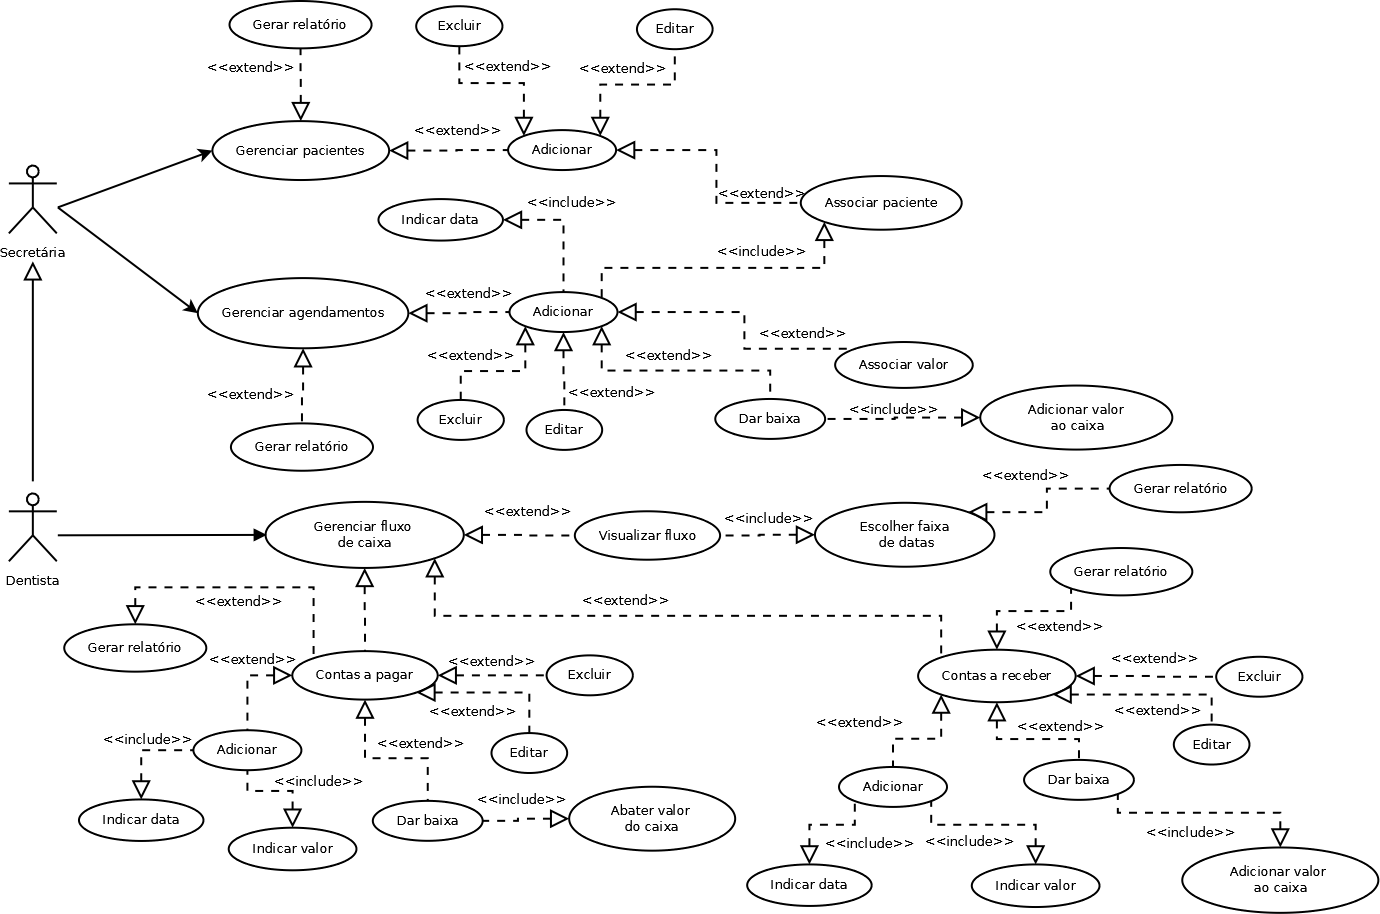 Gerar relatório
Excluir
Editar
<<extend>>
<<extend>>
<<extend>>
Gerenciar pacientes
<<extend>>
Adicionar
<<extend>>
Associar paciente
Secretária
Indicar data
<<include>>
<<include>>
Gerenciar agendamentos
<<extend>>
Adicionar
<<extend>>
Associar valor
<<extend>>
<<extend>>
<<extend>>
<<extend>>
Excluir
Editar
Dar baixa
<<include>>
Adicionar valor
ao caixa
Gerar relatório
Dentista
Gerenciar fluxo
de caixa
<<extend>>
Visualizar fluxo
<<include>>
Escolher faixa
de datas
<<extend>>
Gerar relatório
<<extend>>
<<extend>>
Gerar relatório
Gerar relatório
<<extend>>
<<extend>>
Contas a pagar
<<extend>>
Excluir
<<extend>>
Editar
Contas a receber
<<extend>>
Excluir
<<extend>>
Editar
<<include>>
Adicionar
<<include>>
Indicar data
Indicar valor
<<extend>>
Dar baixa
<<include>>
Abater valor
do caixa
<<extend>>
Adicionar
<<extend>>
Dar baixa
<<include>>
<<include>>
<<include>>
Indicar data
Indicar valor
Adicionar valor
ao caixa